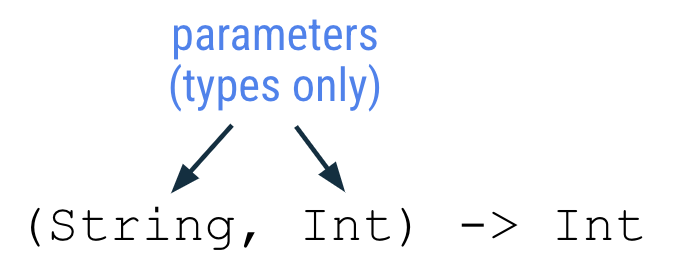 parameters
(types only)
(String, Int) -> Int